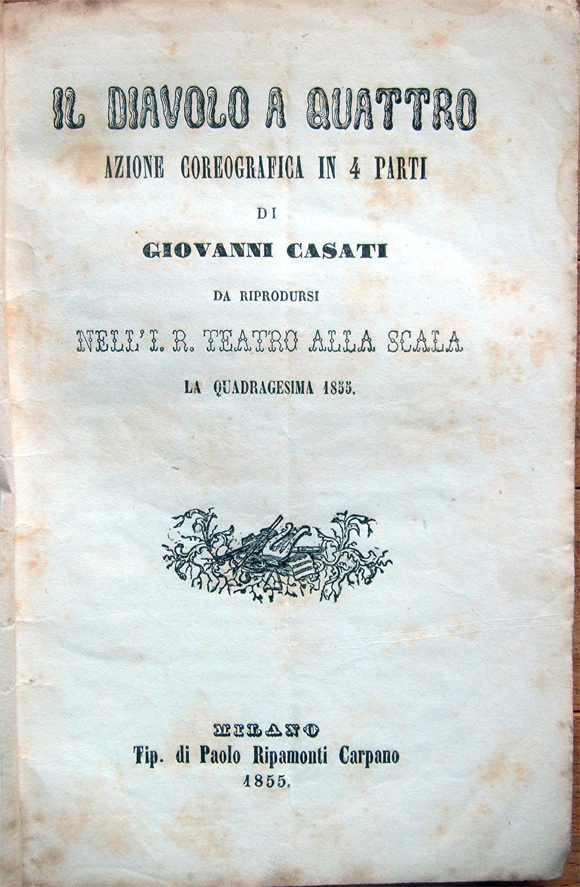 IL DIAVOLO A QUATTRO
AZIONE COREOGRAFICA IN 4 PARTI
DI
GIOVANNI CASATI
DA RIPRODURSI
NELL'I. R. TEATRO ALLA SCALA
LA QUADRAGESIMA 1855.
MILANO
Tip. di Paolo Ripamonti Carpano
1855.